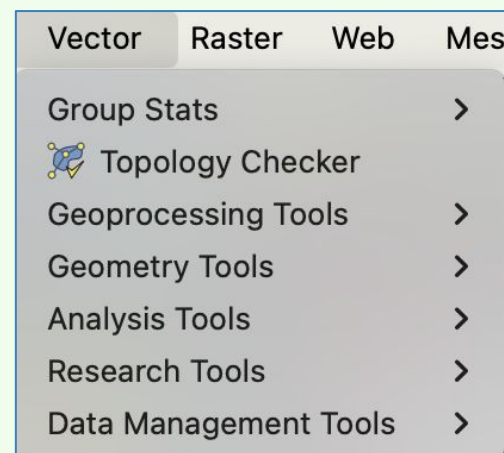 Vector Raster Web Mes
Group Stats
Topology Checker
Geoprocessing Tools
Geometry Tools
Analysis Tools
Research Tools
Data Management Tools